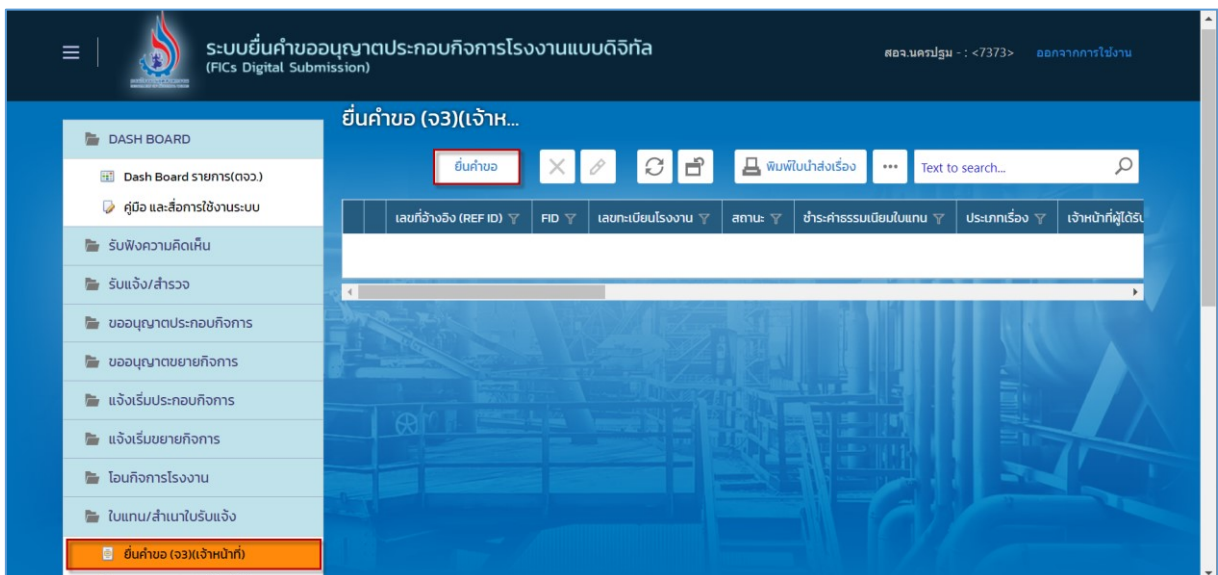 ระบบยื่นคำขออนุญาตประกอบกิจการโรงงานแบบดิจิทัล
(FICs Digital Submission)
สอจ.นครปฐม - : <7373> ออกจากการใช้งาน
DASH BOARD
Dash Board รายการ(ตจว.)
คู่มือ และสื่อการใช้งานระบบ
รับฟังความคิดเห็น
รับแจ้ง/สำรวจ
ขออนุญาตประกอบกิจการ
ขออนุญาตขยายกิจการ
แจ้งเริ่มประกอบกิจการ
แจ้งเริ่มขยายกิจการ
โอนกิจการโรงงาน
ใบแทน/สำเนาใบรับแจ้ง
ยื่นคำขอ (จ3)(เจ้าหน้าที่)
ยื่นคำขอ (จ3)(เจ้าห...
ยื่นคำขอ พิมพ์ใบนำส่งเรื่อง ... Text to search...
เลขที่อ้างอิง (REF ID) FID เลขทะเบียนโรงงาน สถานะ ชำระค่าธรรมเนียมใบแทน ประเภทเรื่อง เจ้าหน้าที่ผู้ได้รับ